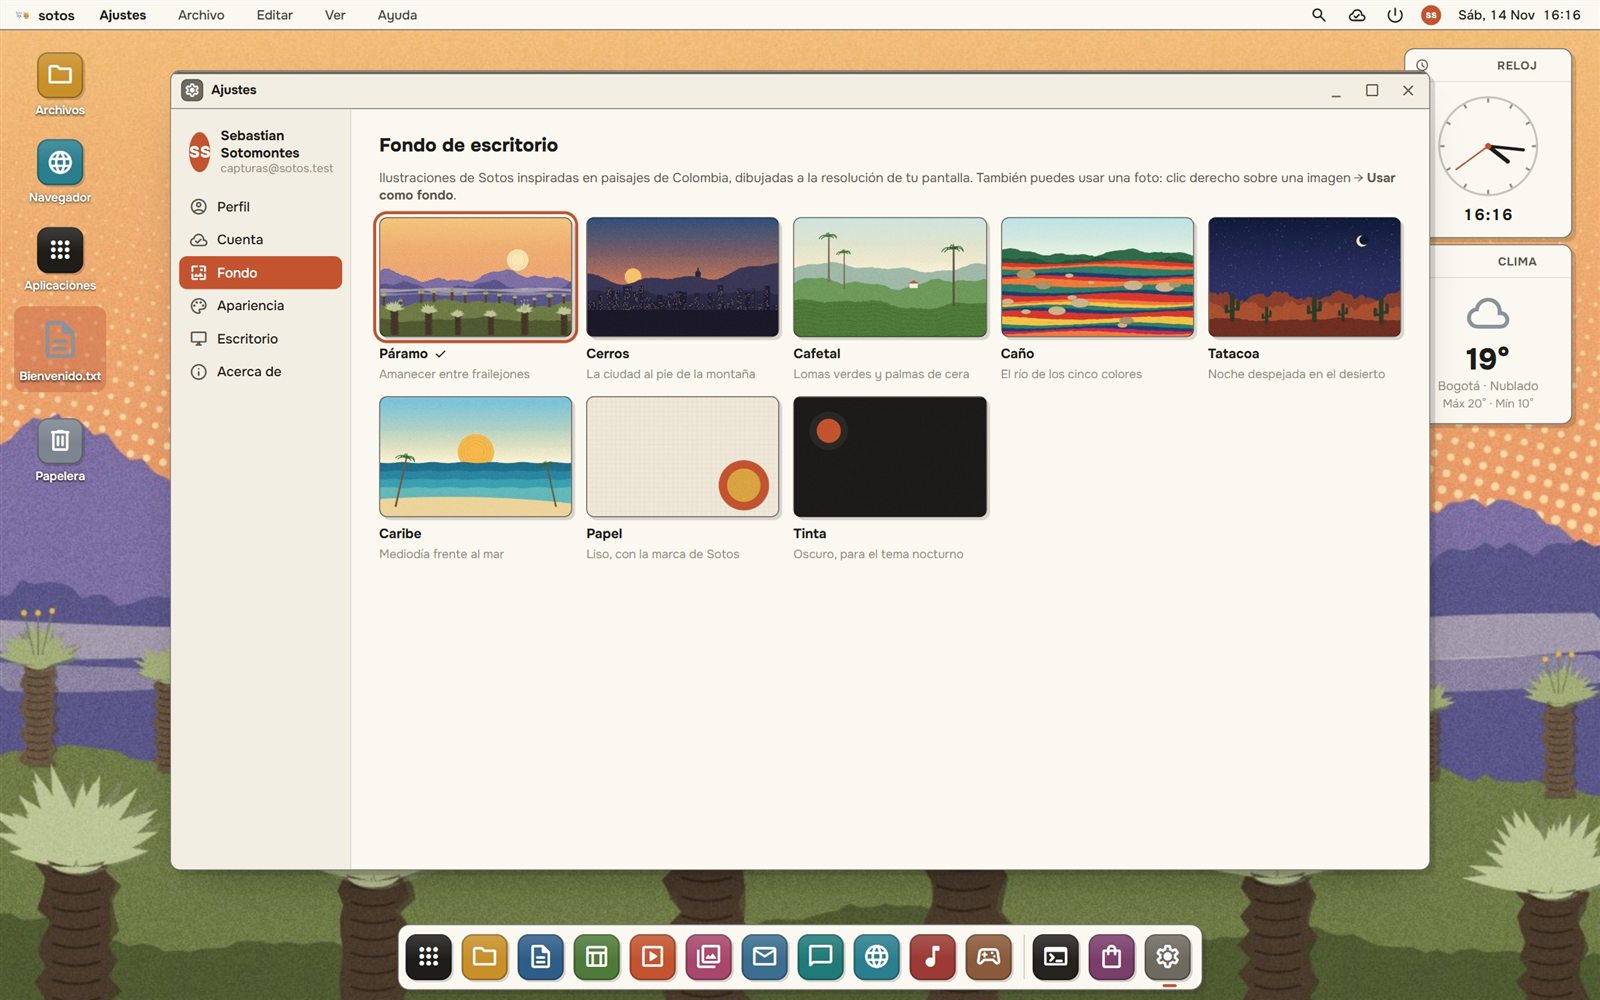 sotos Ajustes Archivo Editar Ver Ayuda
SS Sáb, 14 Nov 16:16
Archivos
Navegador
Aplicaciones
Bienvenido.txt
Papelera
Ajustes
SS
Sebastian
Sotomontes
capturas@sotos.test
Perfil
Cuenta
Fondo
Apariencia
Escritorio
Acerca de
Fondo de escritorio
Ilustraciones de Sotos inspiradas en paisajes de Colombia, dibujadas a la resolución de tu pantalla. También puedes usar una foto: clic derecho sobre una imagen → Usar
como fondo.
Páramo ✓
Amanecer entre frailejones
Cerros
La ciudad al pie de la montaña
Cafetal
Lomas verdes y palmas de cera
Caño
El río de los cinco colores
Tatacoa
Noche despejada en el desierto
Caribe
Mediodía frente al mar
Papel
Liso, con la marca de Sotos
Tinta
Oscuro, para el tema nocturno
RELOJ
16:16
CLIMA
19°
Bogotá · Nublado
Máx 20° · Mín 10°